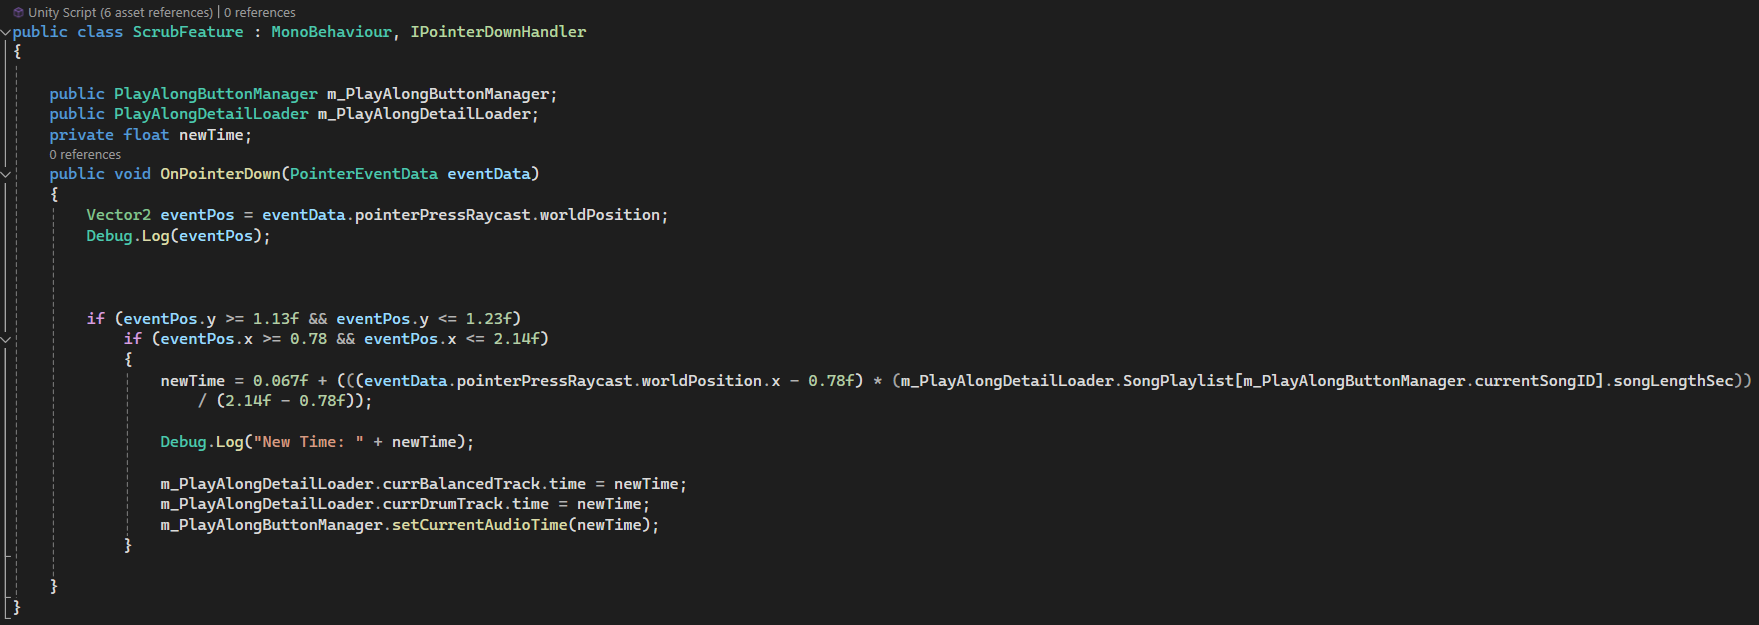 Unity Script (6 asset references) | 0 references
public class ScrubFeature : MonoBehaviour, IPointerDownHandler
{
public PlayAlongButtonManager m_PlayAlongButtonManager;
public PlayAlongDetailLoader m_PlayAlongDetailLoader;
private float newTime;
0 references
public void OnPointerDown(PointerEventData eventData)
{
Vector2 eventPos = eventData.pointerPressRaycast.worldPosition;
Debug.Log(eventPos);
if (eventPos.y >= 1.13f && eventPos.y <= 1.23f)
if (eventPos.x >= 0.78 && eventPos.x <= 2.14f)
{
newTime = 0.067f + (((eventData.pointerPressRaycast.worldPosition.x - 0.78f) * (m_PlayAlongDetailLoader.SongPlaylist[m_PlayAlongButtonManager.currentSongID].songLengthSec))
/ (2.14f - 0.78f));
Debug.Log("New Time: " + newTime);
m_PlayAlongDetailLoader.currBalancedTrack.time = newTime;
m_PlayAlongDetailLoader.currDrumTrack.time = newTime;
m_PlayAlongButtonManager.setCurrentAudioTime(newTime);
}
}
}